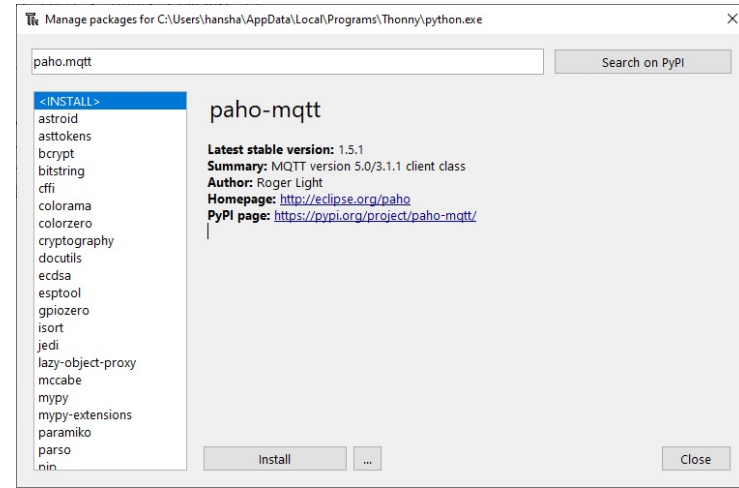 Manage packages for C:\Users\hansha\AppData\Local\Programs\Thonny\python.exe
paho.mqtt
Search on PyPI
<INSTALL>
astroid
asttokens
bcrypt
bitstring
cffi
colorama
colorzero
cryptography
docutils
ecdsa
esptool
gpiozero
isort
jedi
lazy-object-proxy
mccabe
mypy
mypy-extensions
paramiko
parso
pip
paho-mqtt
Latest stable version: 1.5.1
Summary: MQTT version 5.0/3.1.1 client class
Author: Roger Light
Homepage: http://eclipse.org/paho
PyPI page: https://pypi.org/project/paho-mqtt/
Install
...
Close